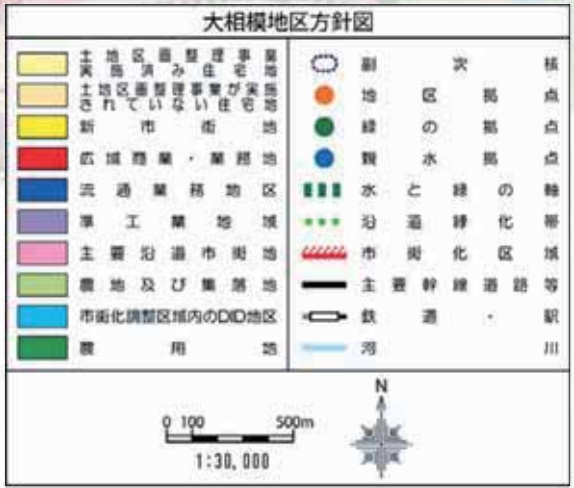 大相模地区方針図
土地区画整理事業
実施済み住宅地
土地区画整理事業が実施
されていない住宅地
新市街地
広域商業・業務地
流通業務地区
準工業地域
主要沿道市街地
農地及び集落地
市街化調整区域内のDID地区
農用地
副次核
地区拠点
緑の拠点
親水拠点
水と緑の軸
沿道緑化帯
市街化区域
主要幹線道路等
鉄道・駅
河川
0 100 500m
1:30,000
N